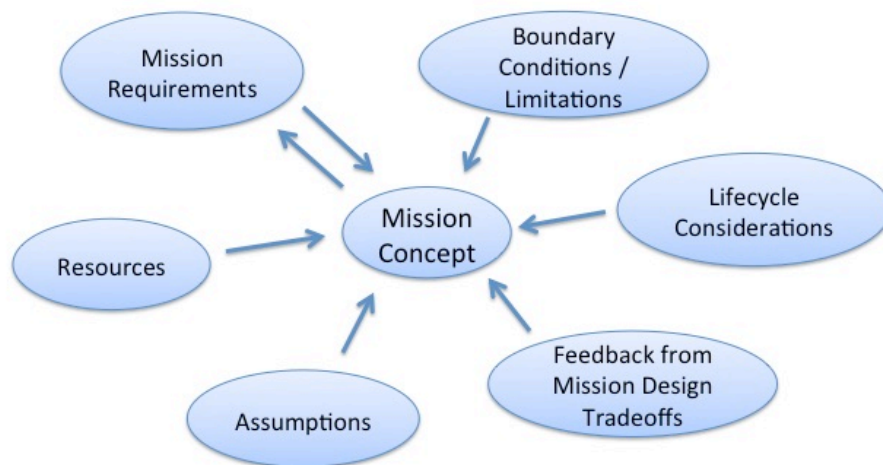 Mission
Requirements
Boundary
Conditions /
Limitations
Lifecycle
Considerations
Mission
Concept
Resources
Feedback from
Mission Design
Tradeoffs
Assumptions